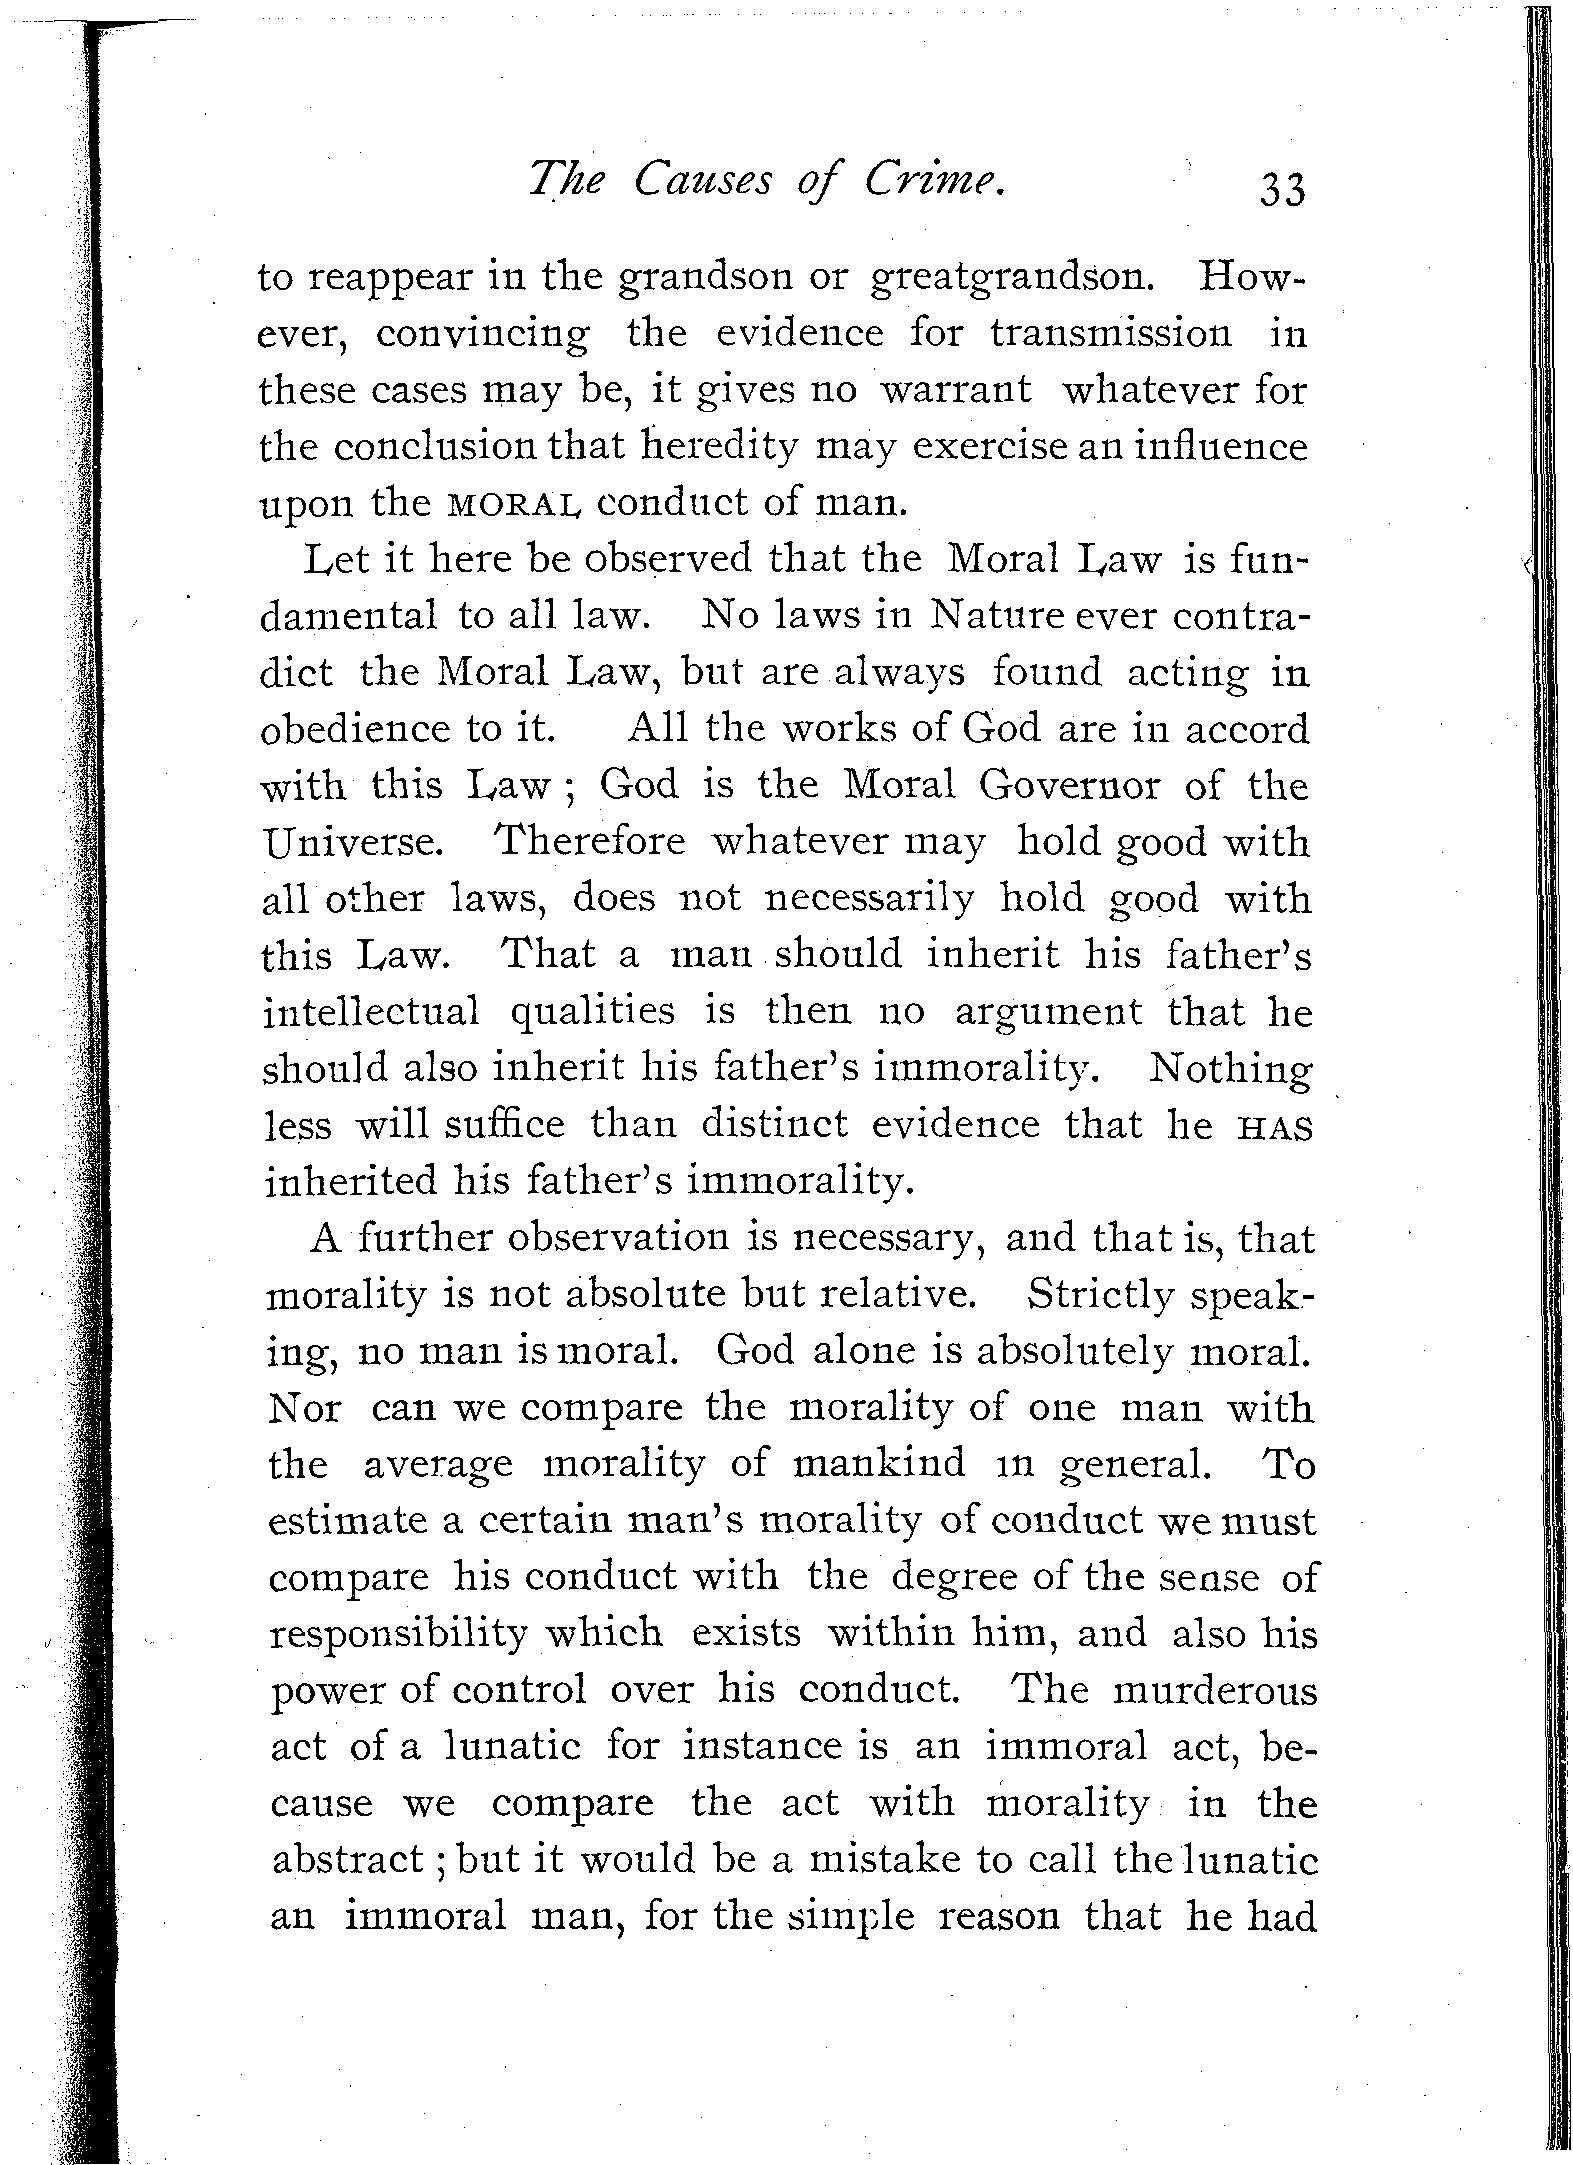 The Causes of Crime. 33
to reappear in the grandson or greatgrandson. How-
ever, convincing the evidence for transmission in
these cases may be, it gives no warrant whatever for
the conclusion that heredity may exercise an influence
upon the MORAL conduct of man.
Let it here be observed that the Moral Law is fun-
damental to all law. No laws in Nature ever contra-
dict the Moral Law, but are always found acting in
obedience to it. All the works of God are in accord
with this Law ; God is the Moral Governor of the
Universe. Therefore whatever may hold good with
all other laws, does not necessarily hold good with
this Law. That a man should inherit his father's
intellectual qualities is then no argument that he
should also inherit his father's immorality. Nothing
less will suffice than distinct evidence that he HAS
inherited his father's immorality.
A further observation is necessary, and that is, that
morality is not absolute but relative. Strictly speak-
ing, no man is moral. God alone is absolutely moral.
Nor can we compare the morality of one man with
the average morality of mankind in general. To
estimate a certain man's morality of conduct we must
compare his conduct with the degree of the sense of
responsibility which exists within him, and also his
power of control over his conduct. The murderous
act of a lunatic for instance is an immoral act, be-
cause we compare the act with morality in the
abstract ; but it would be a mistake to call the lunatic
an immoral man, for the simple reason that he had